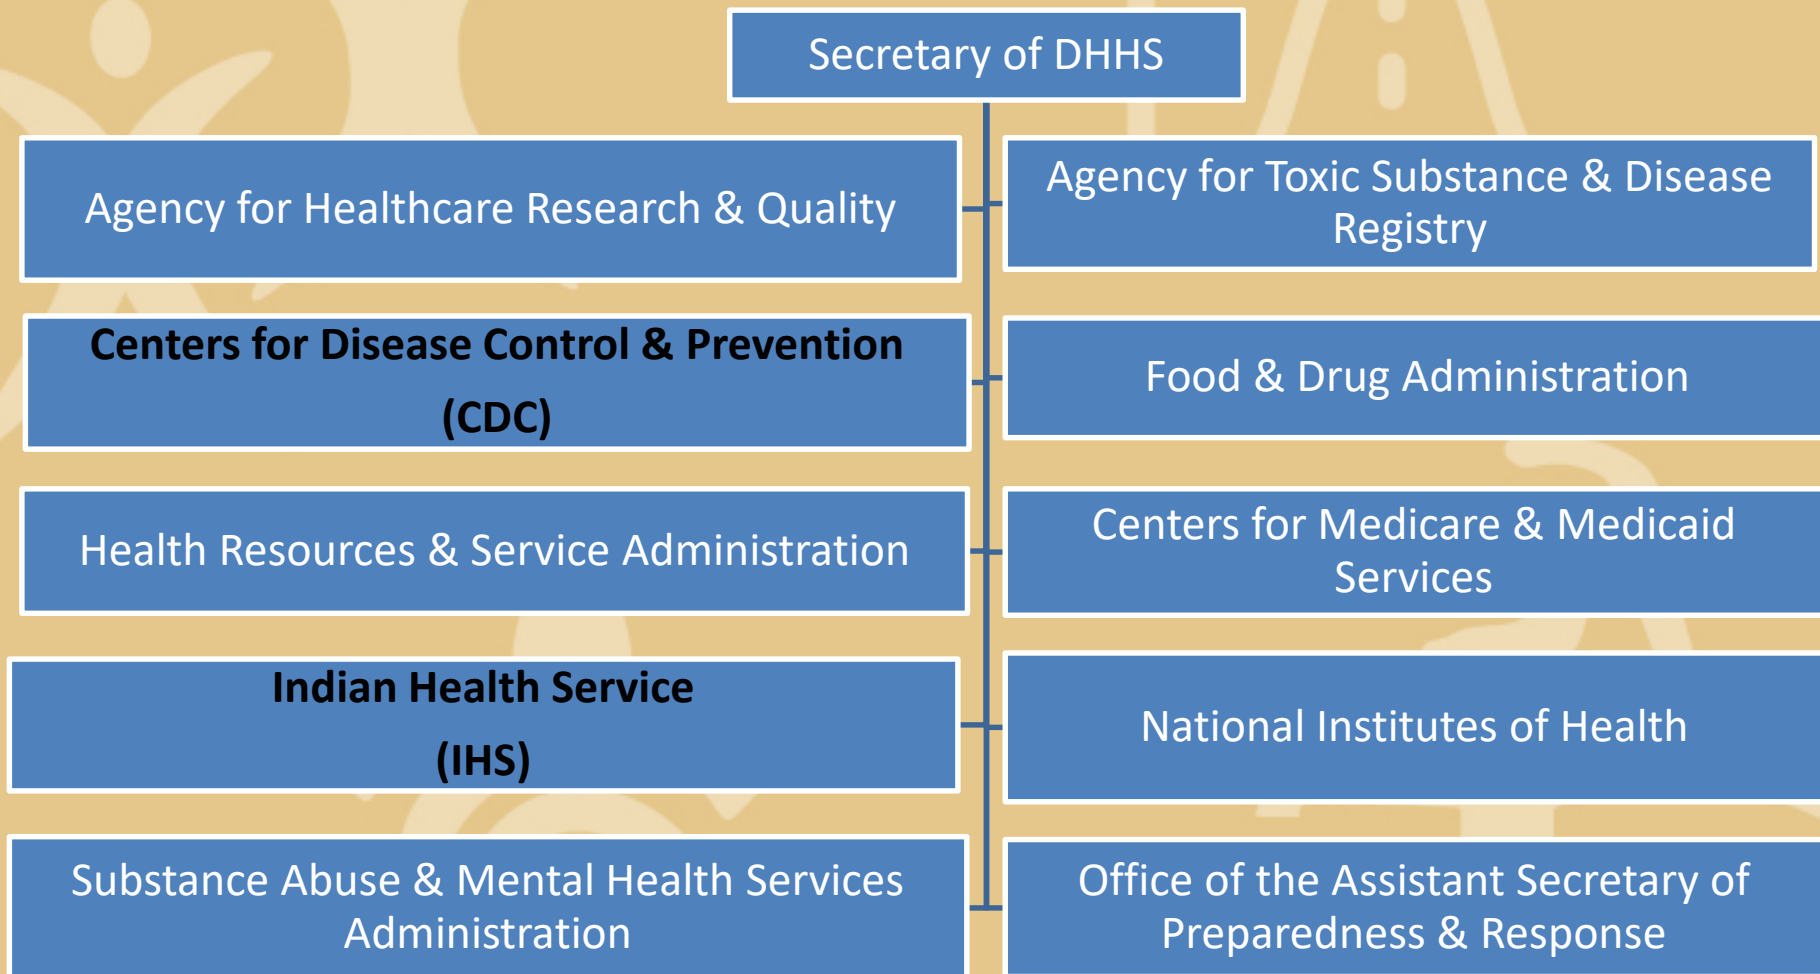 Secretary of DHHS
Agency for Healthcare Research & Quality
Agency for Toxic Substance & Disease
Registry
Centers for Disease Control & Prevention
(CDC)
Food & Drug Administration
Health Resources & Service Administration
Centers for Medicare & Medicaid
Services
Indian Health Service
(IHS)
National Institutes of Health
Substance Abuse & Mental Health Services
Administration
Office of the Assistant Secretary of
Preparedness & Response